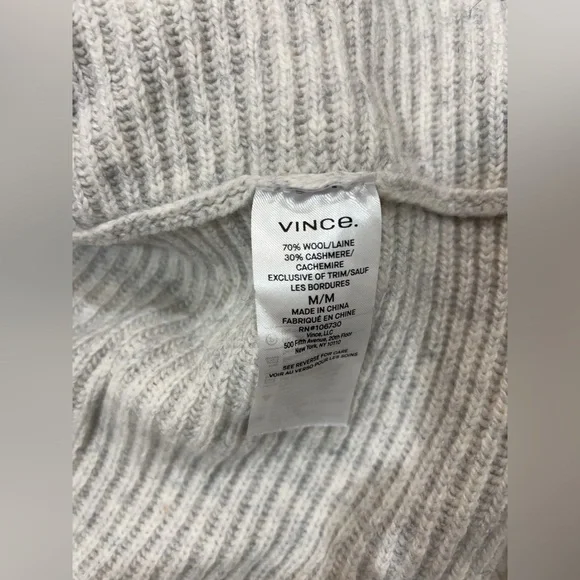 VINCE.
70% WOOL/LAINE
30% CASHMERE/
CACHEMIRE
EXCLUSIVE OF TRIM/SAUF
LES BORDURES
M/M
MADE IN CHINA
FABRIQUÉ EN CHINE
RN#106730
Vince, LLC
500 Fifth Avenue, 20th Floor
New York, NY 10110
SEE REVERSE FOR CARE
VOIR AU VERSO POUR LES SOINS